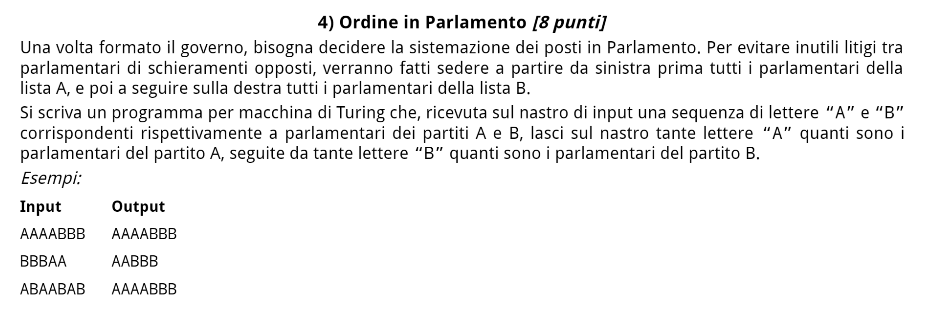 4) Ordine in Parlamento [8 punti]
Una volta formato il governo, bisogna decidere la sistemazione dei posti in Parlamento. Per evitare inutili litigi tra
parlamentari di schieramenti opposti, verranno fatti sedere a partire da sinistra prima tutti i parlamentari della
lista A, e poi a seguire sulla destra tutti i parlamentari della lista B.
Si scriva un programma per macchina di Turing che, ricevuta sul nastro di input una sequenza di lettere “A” e “B”
corrispondenti rispettivamente a parlamentari dei partiti A e B, lasci sul nastro tante lettere “A” quanti sono i
parlamentari del partito A, seguite da tante lettere “B” quanti sono i parlamentari del partito B.
Esempi:
Input Output
AAAABBB AAAABBB
BBBAA AABBB
ABAABAB AAAABBB